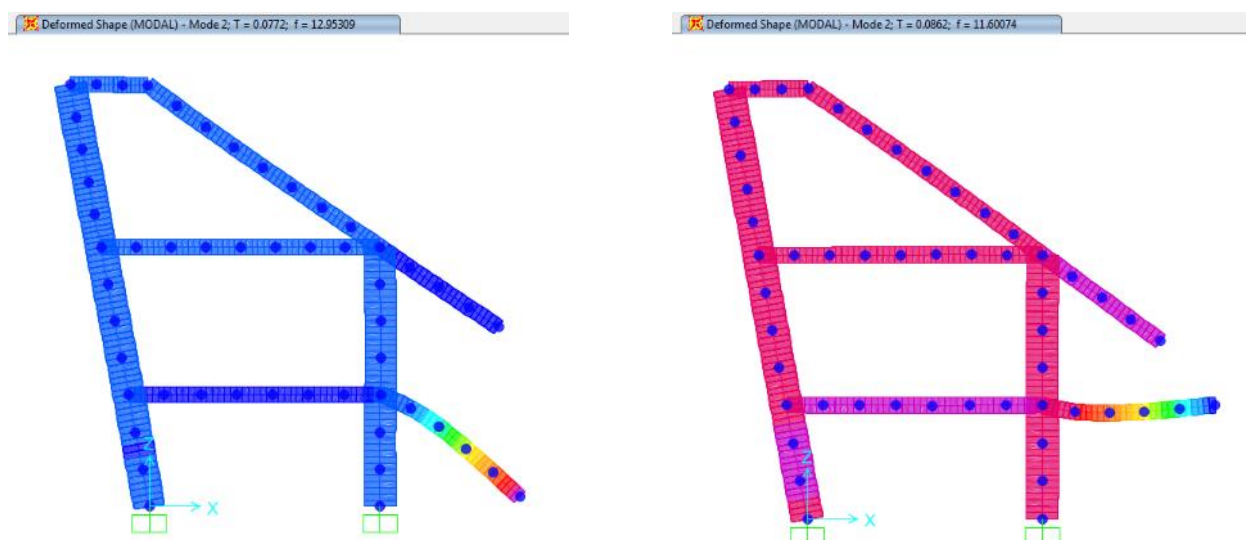 Deformed Shape (MODAL) - Mode 2; T = 0.0772; f = 12.95309
Deformed Shape (MODAL) - Mode 2; T = 0.0862; f = 11.60074
Z
X
Z
X